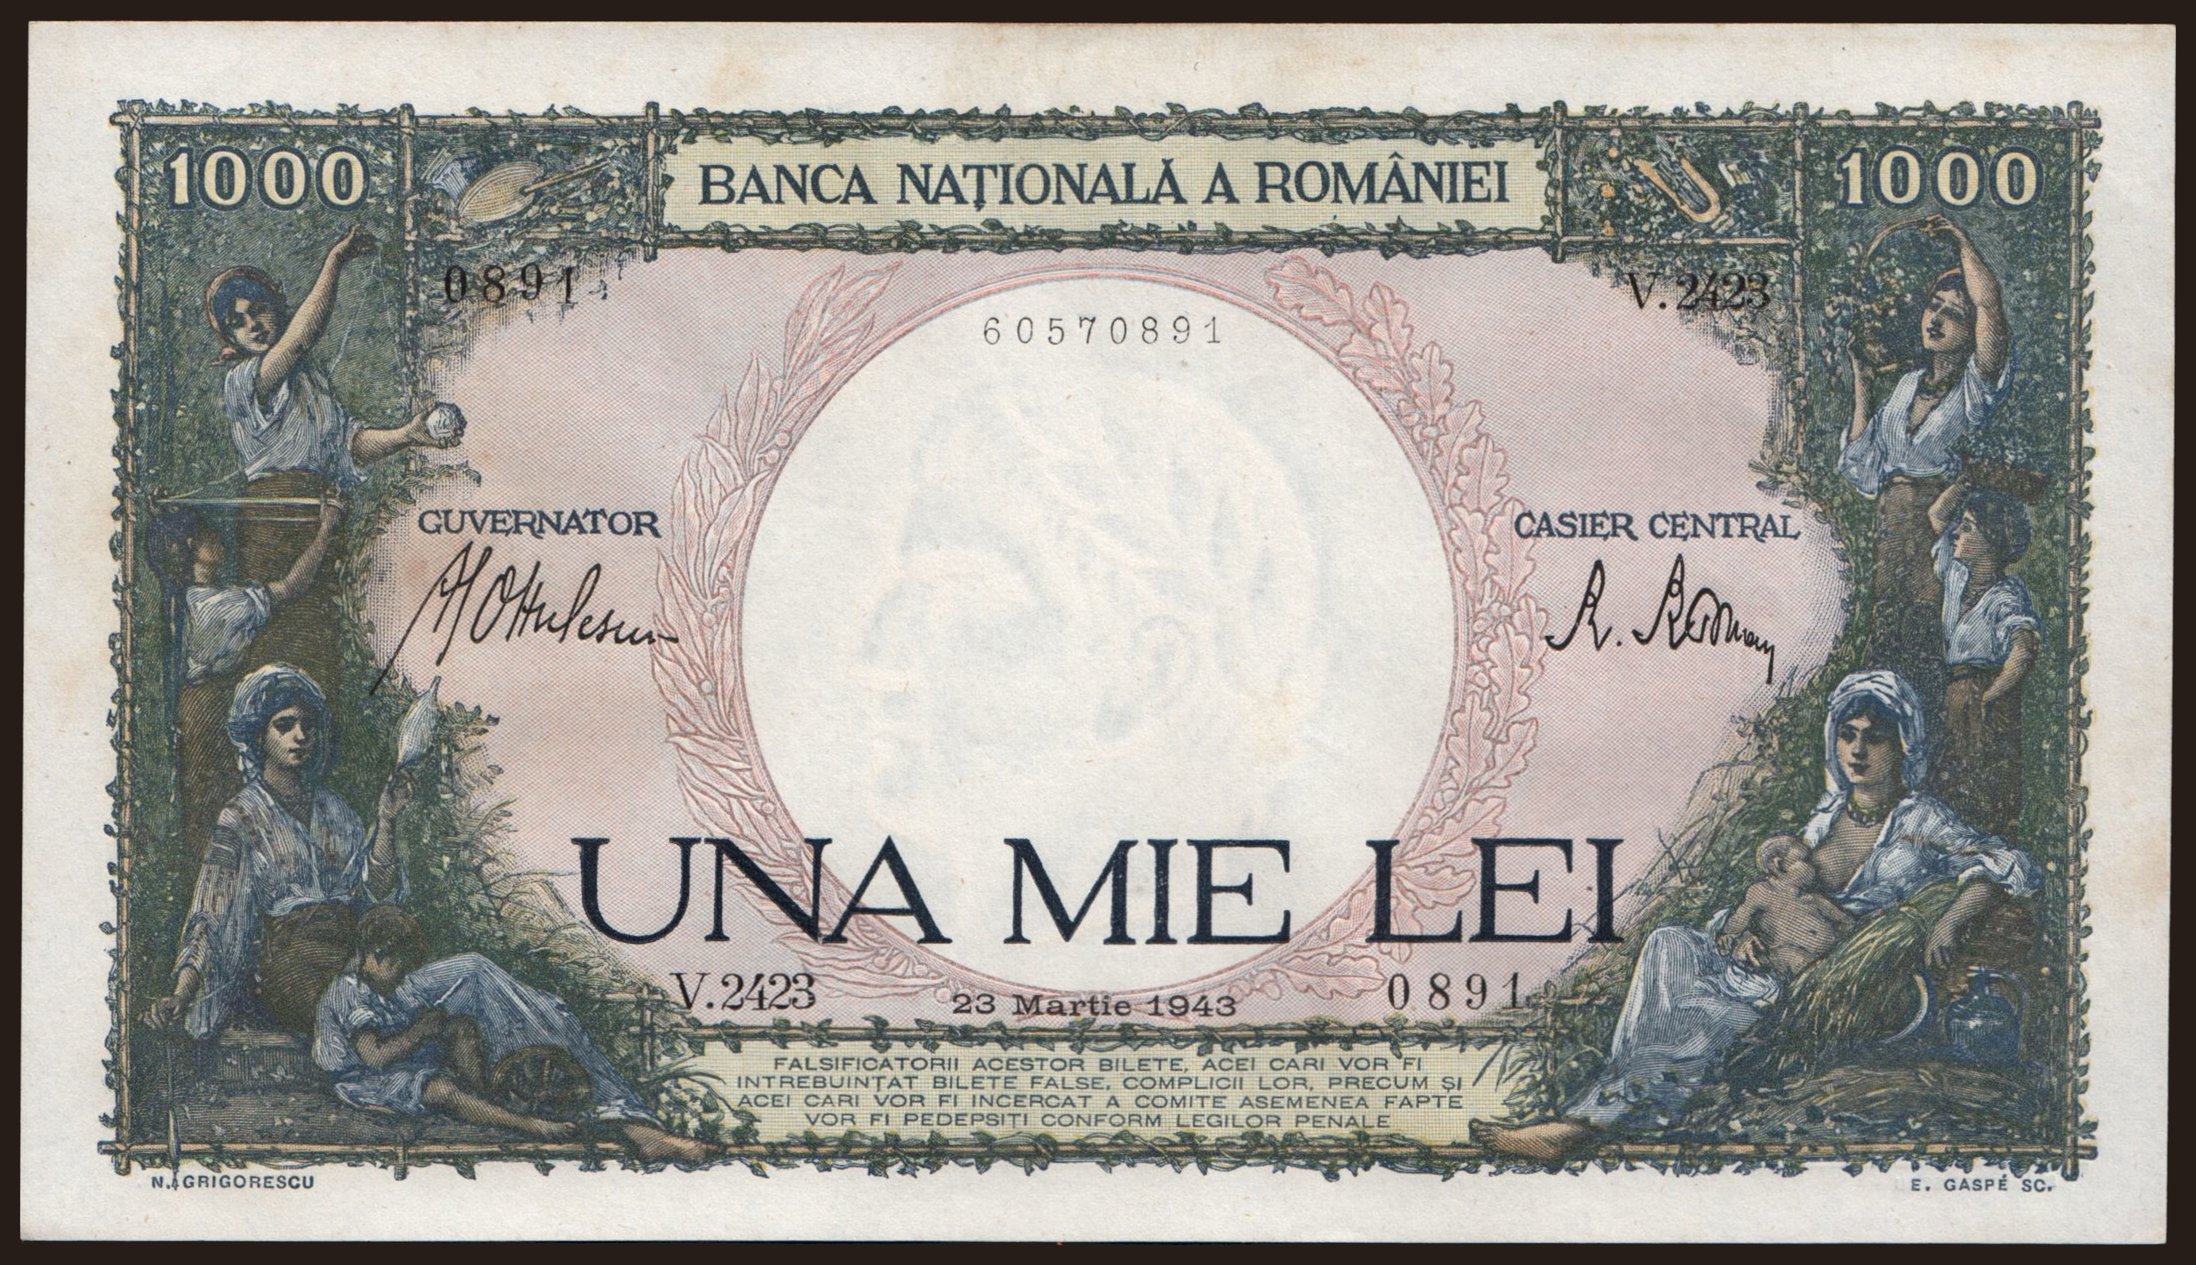 1000
BANCA NAȚIONALĂ A ROMÂNIEI
1000
0891
V.2423
60570891
GUVERNATOR
CASIER CENTRAL
UNA MIE LEI
V.2423
23 Martie 1943
0891
FALSIFICATORII ACESTOR BILETE, ACEI CARI VOR FI
INTREBUINȚAT BILETE FALSE, COMPLICII LOR, PRECUM ȘI
ACEI CARI VOR FI INCERCAT A COMITE ASEMENEA FAPTE
VOR FI PEDEPSIȚI CONFORM LEGILOR PENALE
N. GRIGORESCU
E. GASPÉ SC.